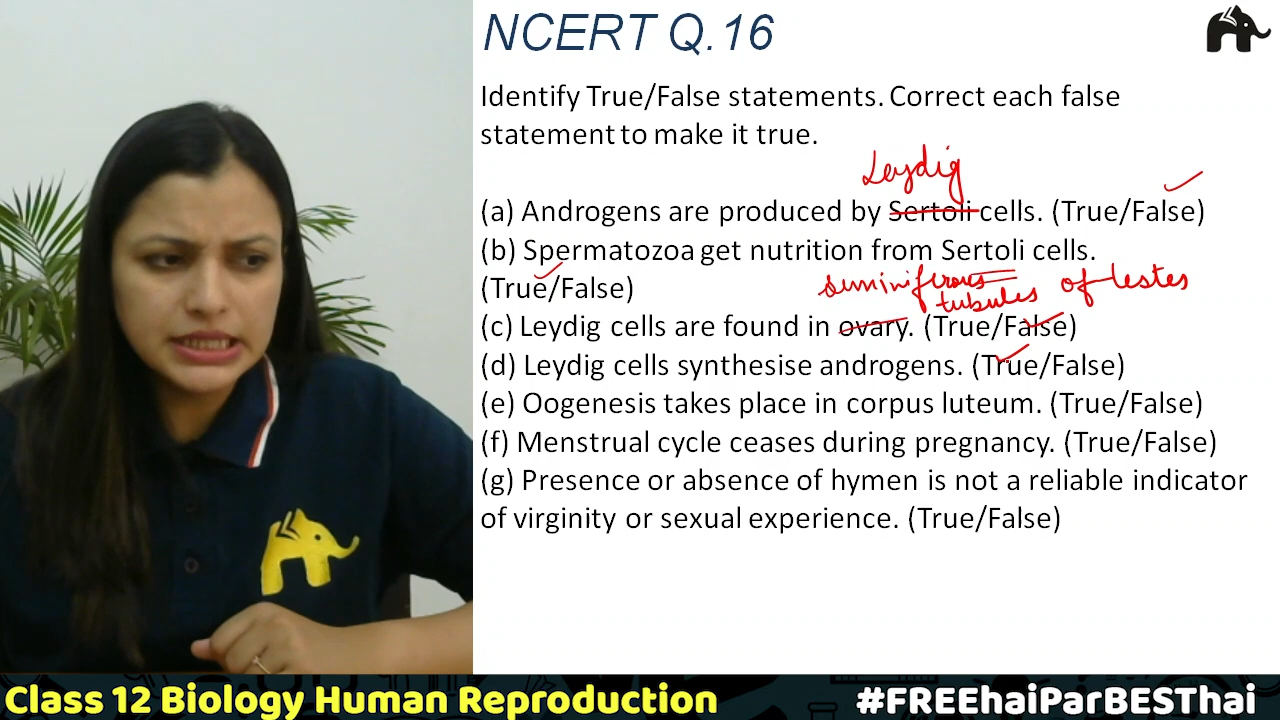 NCERT Q.16
Identify True/False statements. Correct each false
statement to make it true.
Leydig
(a) Androgens are produced by Sertoli cells. (True/False)
(b) Spermatozoa get nutrition from Sertoli cells.
(True/False)
seminiferous tubules of testes
(c) Leydig cells are found in ovary. (True/False)
(d) Leydig cells synthesise androgens. (True/False)
(e) Oogenesis takes place in corpus luteum. (True/False)
(f) Menstrual cycle ceases during pregnancy. (True/False)
(g) Presence or absence of hymen is not a reliable indicator
of virginity or sexual experience. (True/False)
Class 12 Biology Human Reproduction
#FREEhaiParBESThai